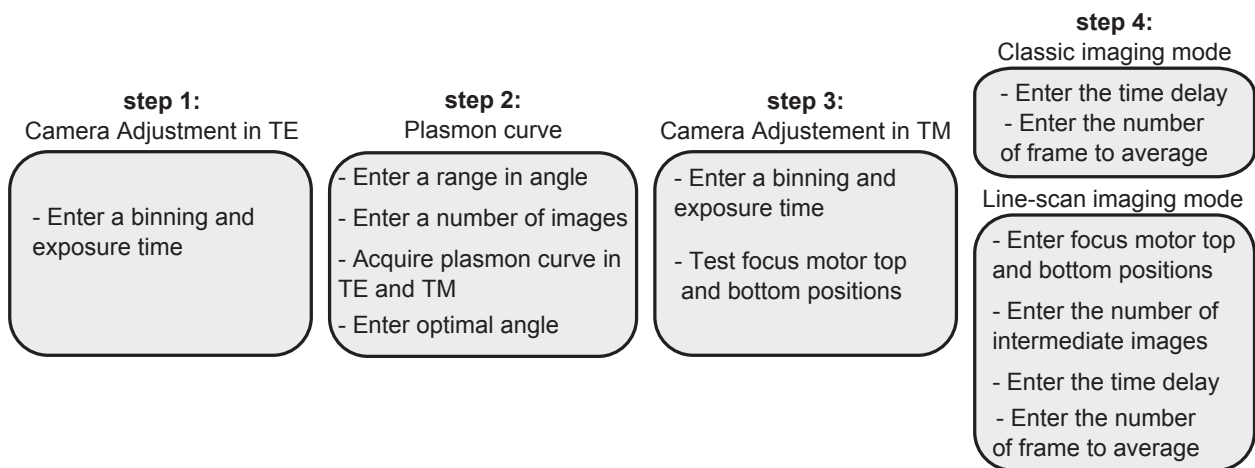 step 1:
Camera Adjustment in TE
- Enter a binning and
exposure time
step 2:
Plasmon curve
- Enter a range in angle
- Enter a number of images
- Acquire plasmon curve in
TE and TM
- Enter optimal angle
step 3:
Camera Adjustement in TM
- Enter a binning and
exposure time
- Test focus motor top
and bottom positions
step 4:
Classic imaging mode
- Enter the time delay
- Enter the number
of frame to average
Line-scan imaging mode
- Enter focus motor top
and bottom positions
- Enter the number of
intermediate images
- Enter the time delay
- Enter the number
of frame to average